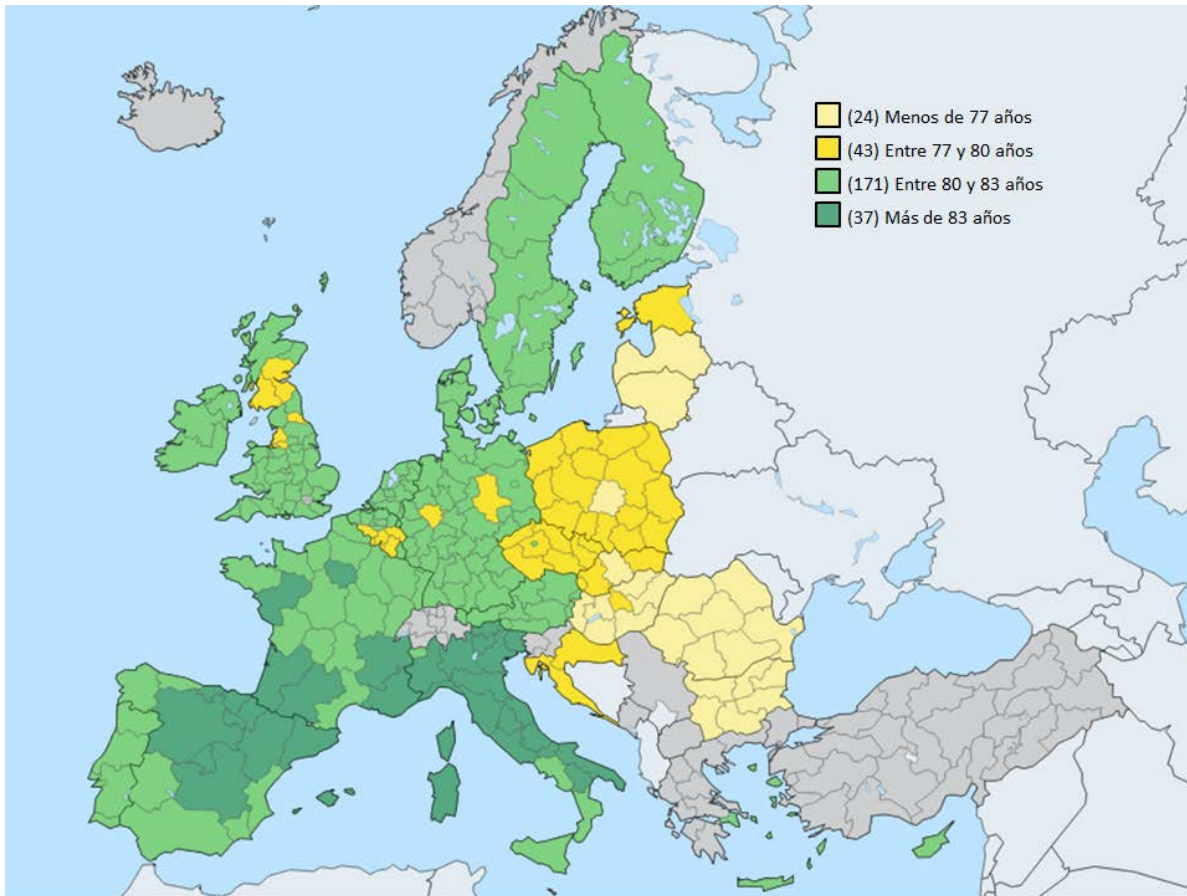 (24) Menos de 77 años
(43) Entre 77 y 80 años
(171) Entre 80 y 83 años
(37) Más de 83 años